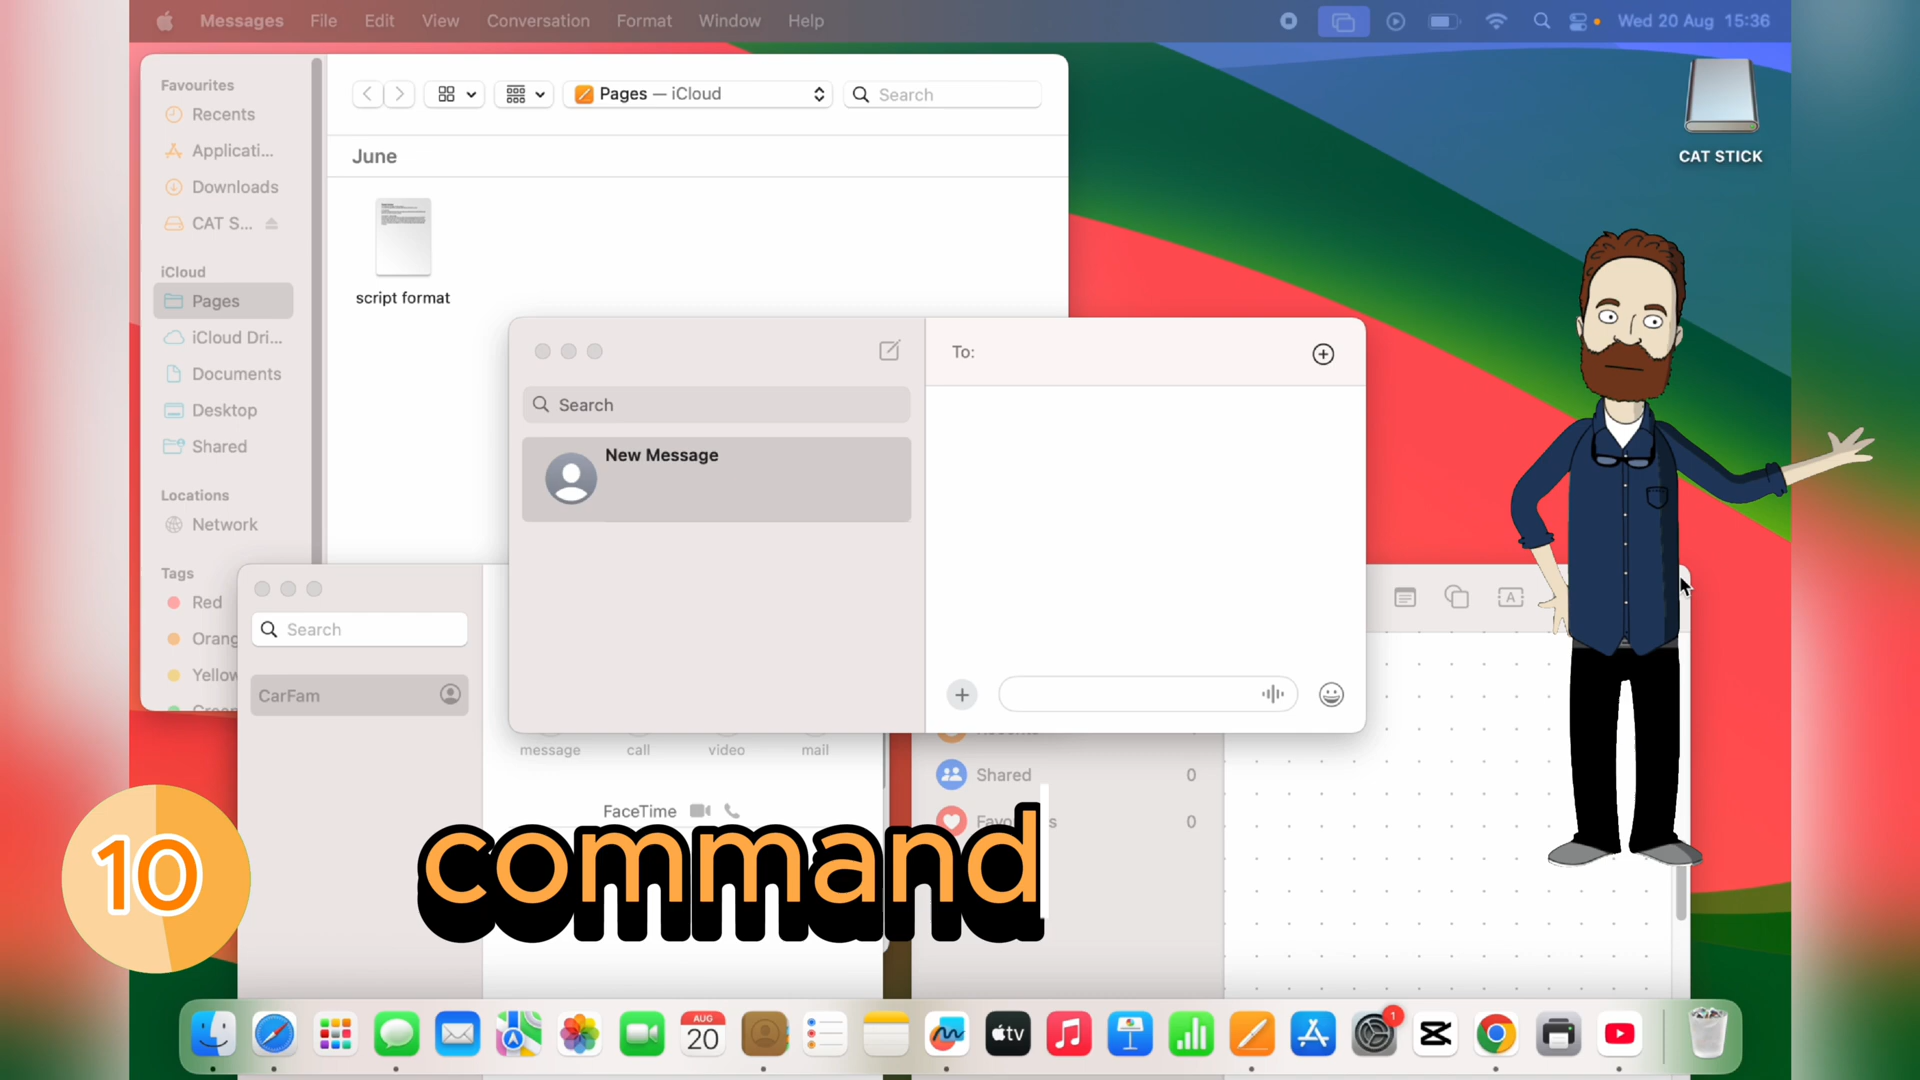 Messages File Edit View Conversation Format Window Help Wed 20 Aug 15:36
Favourites
Recents
Applicati...
Downloads
CAT S...
iCloud
Pages
iCloud Dri...
Documents
Desktop
Shared
Locations
Network
Tags
Red
Orang
Yellow
Pages — iCloud
Search
June
script format
CAT STICK
Search
New Message
To:
Search
CarFam
message call video mail
FaceTime
Shared 0
0
A
10
command
AUG
20
tv
1